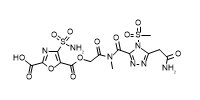 O O O
O=S=O
S O N–S
N NH₂ O O N O
HO O O N N–N NH₂
O O